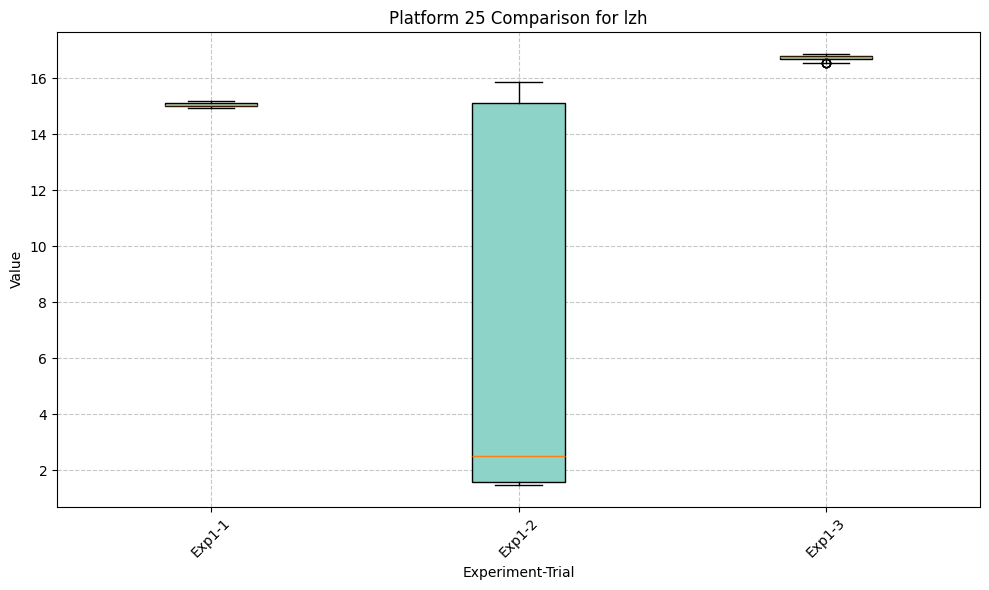 Platform 25 Comparison for lzh
Value
16
14
12
10
8
6
4
2
Exp1-1
Exp1-2
Exp1-3
Experiment-Trial